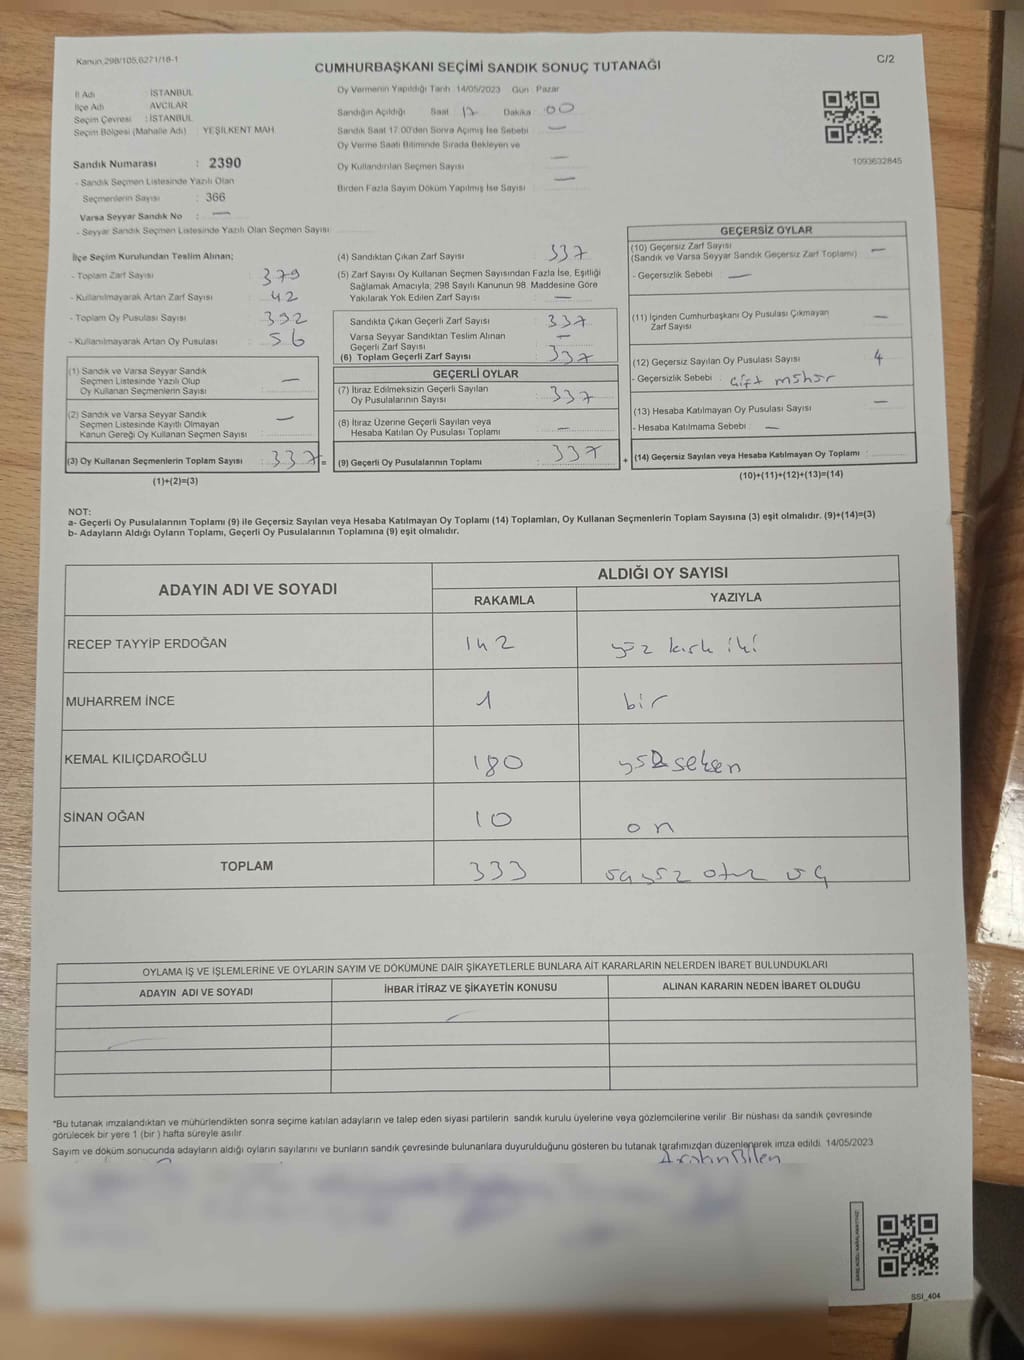 Kanun.298/105,6271/18-1
C/2
CUMHURBAŞKANI SEÇİMİ SANDIK SONUÇ TUTANAĞI
İl Adı : İSTANBUL
İlçe Adı : AVCILAR
Seçim Çevresi : İSTANBUL
Seçim Bölgesi (Mahalle Adı) : YEŞİLKENT MAH.
Sandık Numarası : 2390
- Sandık Seçmen Listesinde Yazılı Olan
Seçmenlerin Sayısı : 366
Varsa Seyyar Sandık No : —
- Seyyar Sandık Seçmen Listesinde Yazılı Olan Seçmen Sayısı:
Oy Vermenin Yapıldığı Tarih 14/05/2023 Gün : Pazar
Sandığın Açıldığı Saat Dakika 00
Sandık Saat 17.00'den Sonra Açılmış İse Sebebi —
Oy Verme Saati Bitiminde Sırada Bekleyen ve
Oy Kullandırılan Seçmen Sayısı —
Birden Fazla Sayım Döküm Yapılmış İse Sayısı —
1093632845
İlçe Seçim Kurulundan Teslim Alınan;
- Toplam Zarf Sayısı 379
- Kullanılmayarak Artan Zarf Sayısı 42
- Toplam Oy Pusulası Sayısı 392
- Kullanılmayarak Artan Oy Pusulası 56
(1) Sandık ve Varsa Seyyar Sandık
Seçmen Listesinde Yazılı Olup
Oy Kullanan Seçmenlerin Sayısı —
(2) Sandık ve Varsa Seyyar Sandık
Seçmen Listesinde Kayıtlı Olmayan
Kanun Gereği Oy Kullanan Seçmen Sayısı —
(3) Oy Kullanan Seçmenlerin Toplam Sayısı : 337 =
(1)+(2)=(3)
(4) Sandıktan Çıkan Zarf Sayısı 337
(5) Zarf Sayısı Oy Kullanan Seçmen Sayısından Fazla İse, Eşitliği
Sağlamak Amacıyla; 298 Sayılı Kanunun 98. Maddesine Göre
Yakılarak Yok Edilen Zarf Sayısı —
Sandıkta Çıkan Geçerli Zarf Sayısı 337
Varsa Seyyar Sandıktan Teslim Alınan
Geçerli Zarf Sayısı —
(6) Toplam Geçerli Zarf Sayısı 337
GEÇERLİ OYLAR
(7) İtiraz Edilmeksizin Geçerli Sayılan
Oy Pusulalarının Sayısı 337
(8) İtiraz Üzerine Geçerli Sayılan veya
Hesaba Katılan Oy Pusulası Toplamı —
(9) Geçerli Oy Pusulalarının Toplamı : 337 +
GEÇERSİZ OYLAR
(10) Geçersiz Zarf Sayısı
(Sandık ve Varsa Seyyar Sandık Geçersiz Zarf Toplamı) —
- Geçersizlik Sebebi : —
(11) İçinden Cumhurbaşkanı Oy Pusulası Çıkmayan
Zarf Sayısı —
(12) Geçersiz Sayılan Oy Pusulası Sayısı 4
- Geçersizlik Sebebi : Çift mühür
(13) Hesaba Katılmayan Oy Pusulası Sayısı —
- Hesaba Katılmama Sebebi : —
(14) Geçersiz Sayılan veya Hesaba Katılmayan Oy Toplamı :
(10)+(11)+(12)+(13)=(14)
NOT:
a- Geçerli Oy Pusulalarının Toplamı (9) ile Geçersiz Sayılan veya Hesaba Katılmayan Oy Toplamı (14) Toplamları, Oy Kullanan Seçmenlerin Toplam Sayısına (3) eşit olmalıdır. (9)+(14)=(3)
b- Adayların Aldığı Oyların Toplamı, Geçerli Oy Pusulalarının Toplamına (9) eşit olmalıdır.
ADAYIN ADI VE SOYADI
ALDIĞI OY SAYISI
RAKAMLA YAZIYLA
RECEP TAYYİP ERDOĞAN 142 yüz kırk iki
MUHARREM İNCE 1 bir
KEMAL KILIÇDAROĞLU 180 yüz seksen
SİNAN OĞAN 10 on
TOPLAM 333 üç yüz otuz üç
OYLAMA İŞ VE İŞLEMLERİNE VE OYLARIN SAYIM VE DÖKÜMÜNE DAİR ŞİKAYETLERLE BUNLARA AİT KARARLARIN NELERDEN İBARET BULUNDUKLARI
ADAYIN ADI VE SOYADI İHBAR İTİRAZ VE ŞİKAYETİN KONUSU ALINAN KARARIN NEDEN İBARET OLDUĞU
*Bu tutanak imzalandıktan ve mühürlendikten sonra seçime katılan adayların ve talep eden siyasi partilerin sandık kurulu üyelerine veya gözlemcilerine verilir. Bir nüshası da sandık çevresinde
görülecek bir yere 1 (bir ) hafta süreyle asılır.
Sayım ve döküm sonucunda adayların aldığı oyların sayılarını ve bunların sandık çevresinde bulunanlara duyurulduğunu gösteren bu tutanak tarafımızdan düzenlenerek imza edildi. 14/05/2023
SSI_404